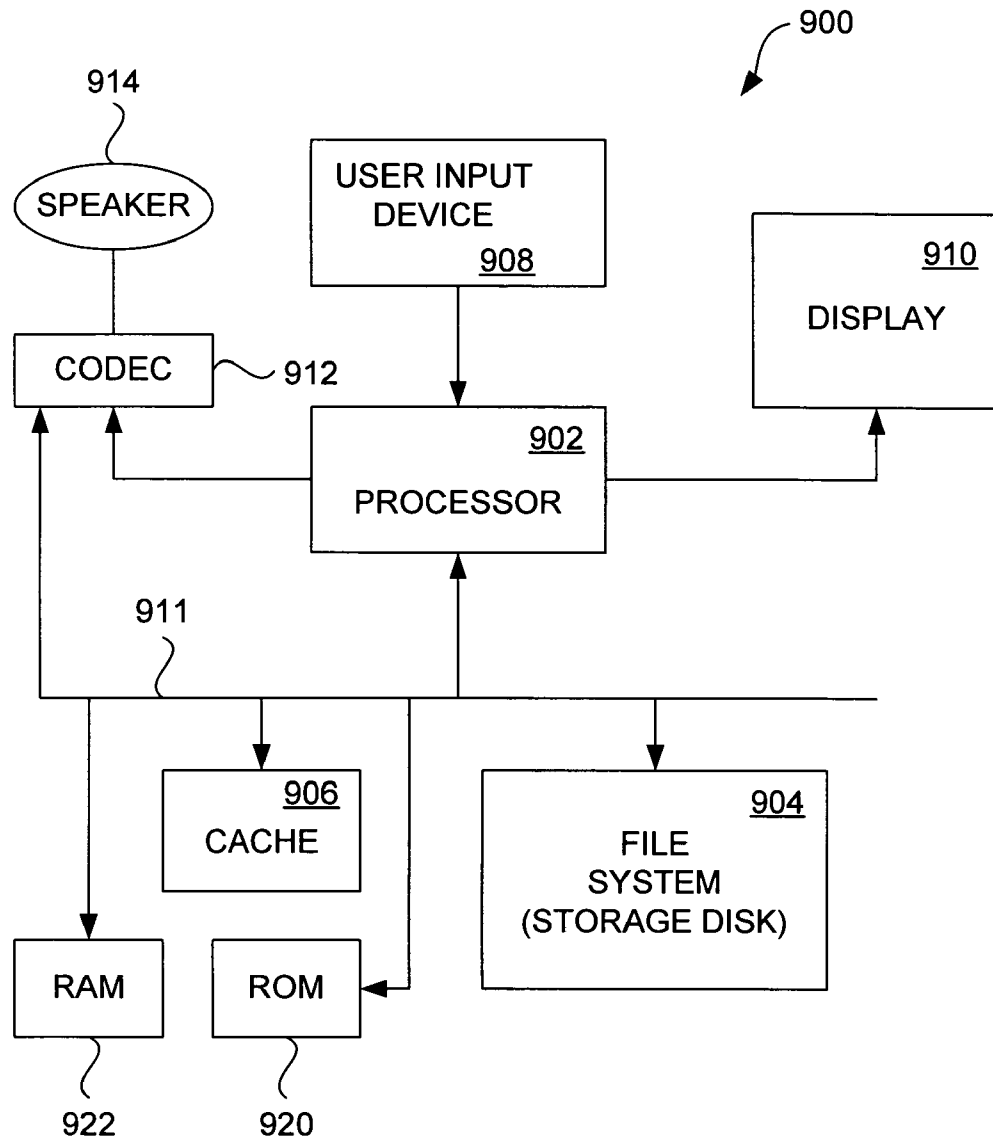 900
914
SPEAKER
USER INPUT
DEVICE
908
910
DISPLAY
CODEC
912
902
PROCESSOR
911
906
CACHE
904
FILE
SYSTEM
(STORAGE DISK)
RAM
ROM
922
920